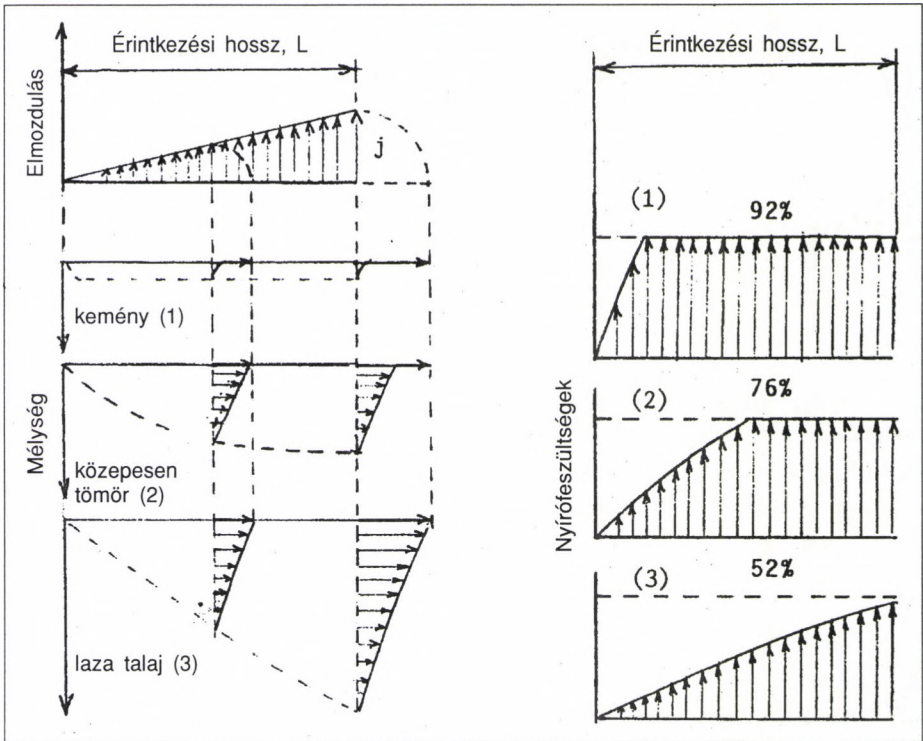 Érintkezési hossz, L
Elmozdulás
j
kemény (1)
Mélység
közepesen
tömör (2)
laza talaj (3)
Érintkezési hossz, L
Nyírófeszültségek
(1)
92%
(2)
76%
(3)
52%